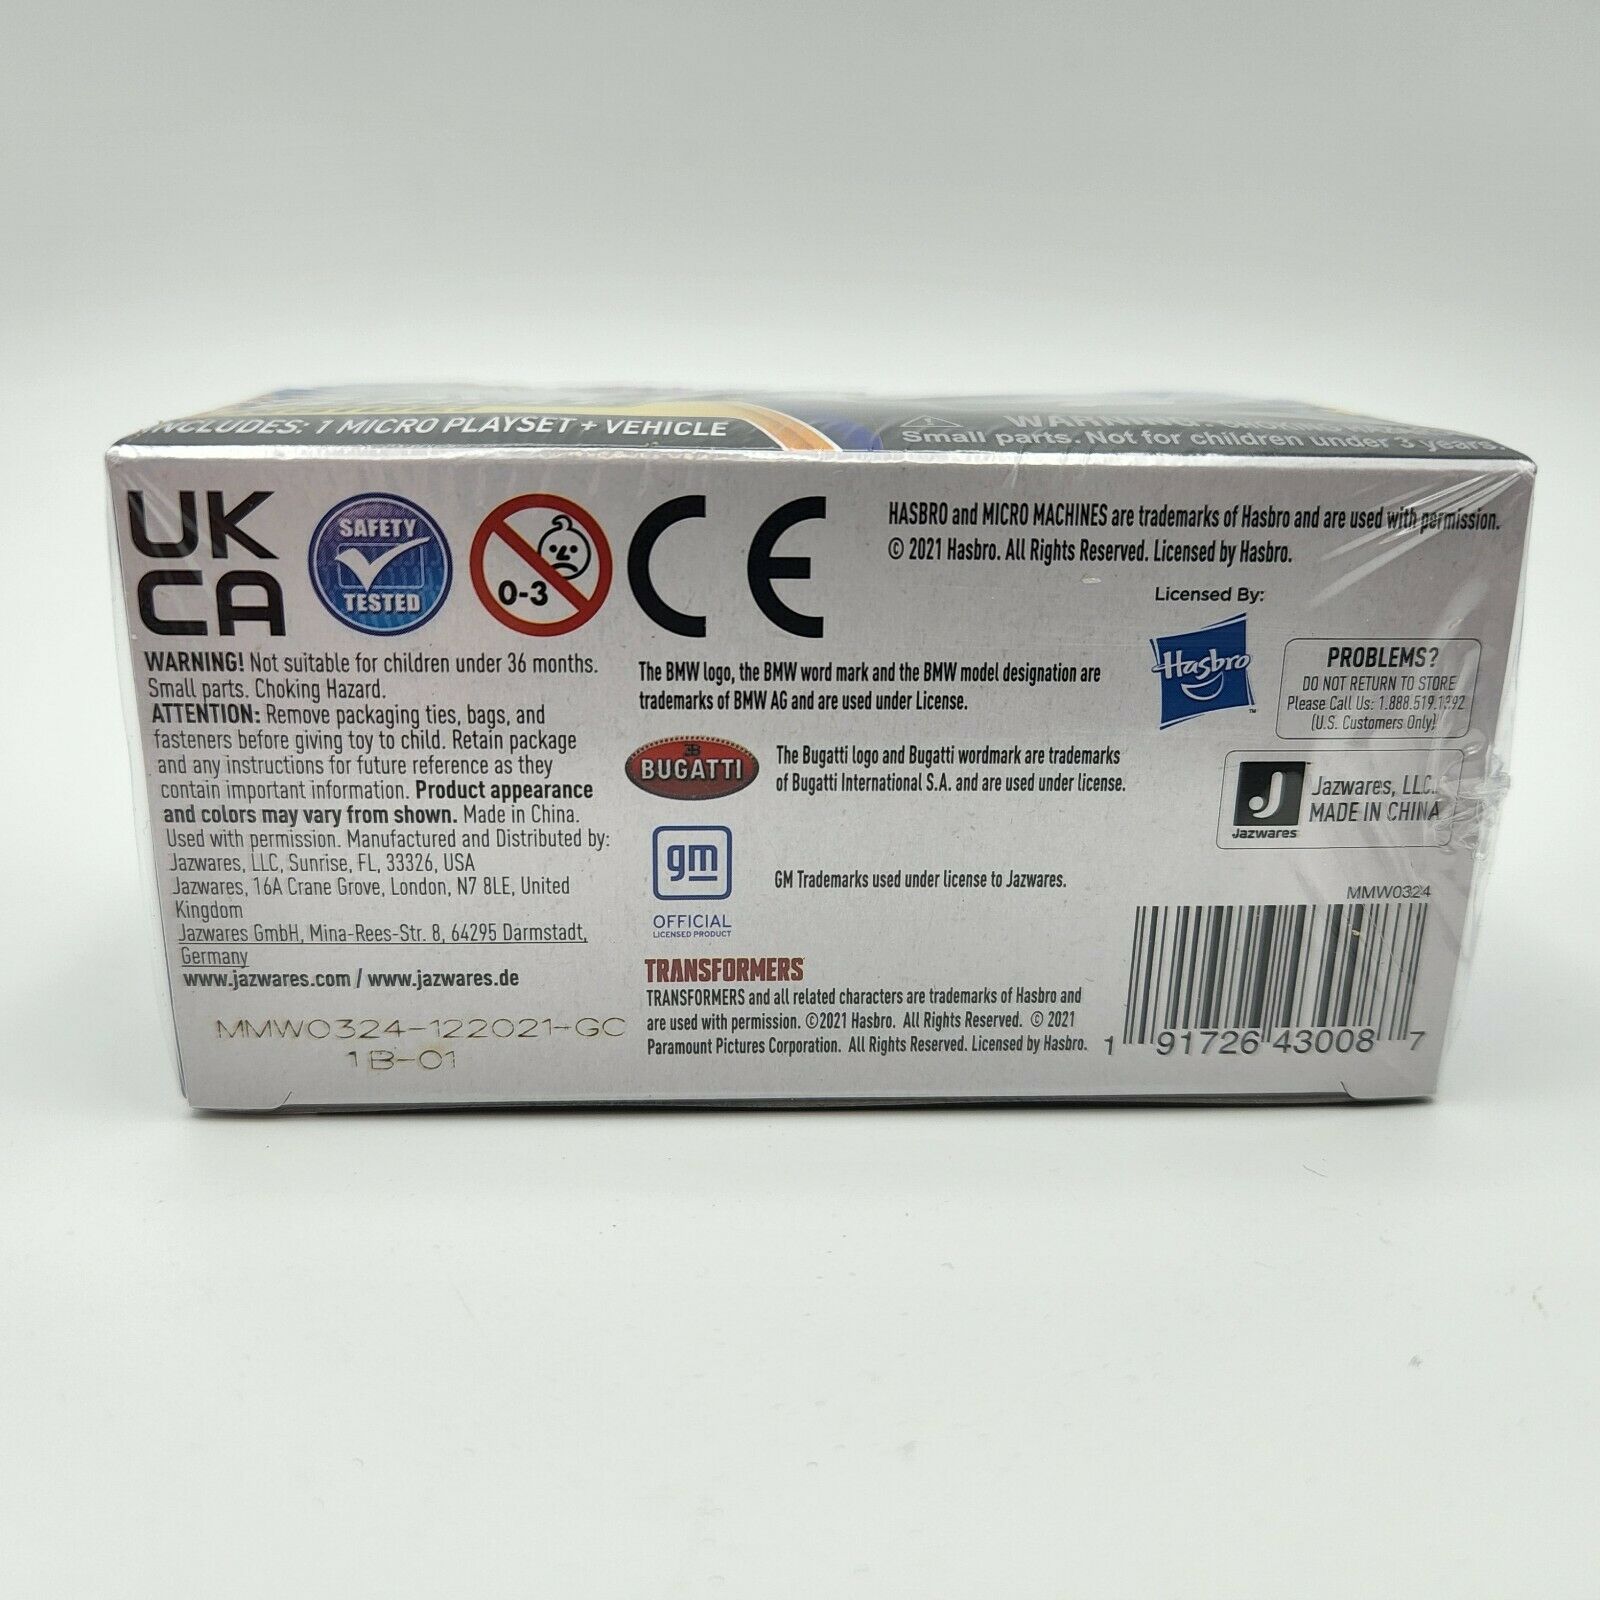 INCLUDES: 1 MICRO PLAYSET + VEHICLE
WARNING:
Small parts. Not for children under 3 years.
UK
CA
SAFETY
TESTED
0-3
CE
HASBRO and MICRO MACHINES are trademarks of Hasbro and are used with permission.
© 2021 Hasbro. All Rights Reserved. Licensed by Hasbro.
Licensed By:
Hasbro
™
PROBLEMS?
DO NOT RETURN TO STORE
Please Call Us: 1.888.519.1392
(U.S. Customers Only)
J
Jazwares
Jazwares, LLC.
MADE IN CHINA
WARNING! Not suitable for children under 36 months.
Small parts. Choking Hazard.
ATTENTION: Remove packaging ties, bags, and
fasteners before giving toy to child. Retain package
and any instructions for future reference as they
contain important information. Product appearance
and colors may vary from shown. Made in China.
Used with permission. Manufactured and Distributed by:
Jazwares, LLC, Sunrise, FL, 33326, USA
Jazwares, 16A Crane Grove, London, N7 8LE, United
Kingdom
Jazwares GmbH, Mina-Rees-Str. 8, 64295 Darmstadt,
Germany
www.jazwares.com / www.jazwares.de
MMW0324-122021-GC
1B-01
The BMW logo, the BMW word mark and the BMW model designation are
trademarks of BMW AG and are used under License.
BUGATTI
The Bugatti logo and Bugatti wordmark are trademarks
of Bugatti International S.A. and are used under license.
gm
OFFICIAL
LICENSED PRODUCT
GM Trademarks used under license to Jazwares.
TRANSFORMERS
TRANSFORMERS and all related characters are trademarks of Hasbro and
are used with permission. ©2021 Hasbro. All Rights Reserved. © 2021
Paramount Pictures Corporation. All Rights Reserved. Licensed by Hasbro.
MMW0324
1 91726 43008 7